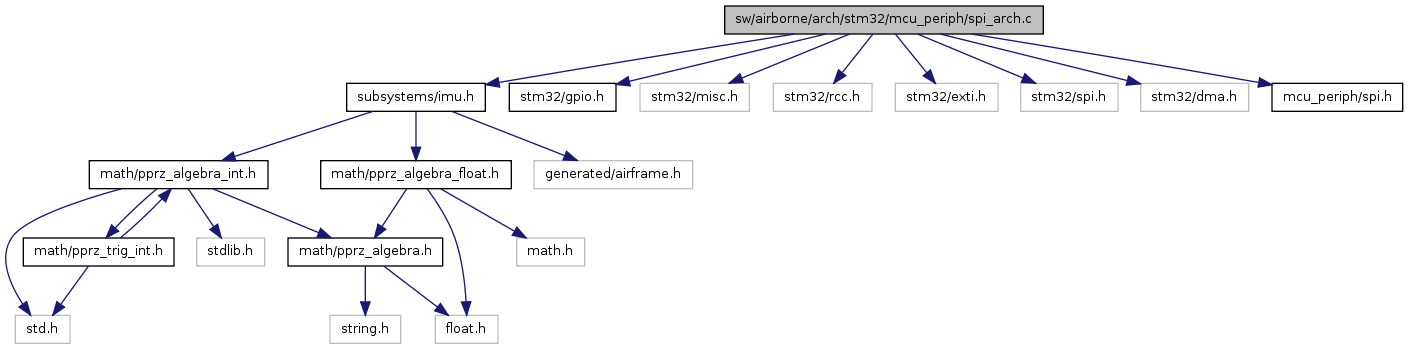 sw/airborne/arch/stm32/mcu_periph/spi_arch.c
subsystems/imu.h
stm32/gpio.h
stm32/misc.h
stm32/rcc.h
stm32/exti.h
stm32/spi.h
stm32/dma.h
mcu_periph/spi.h
math/pprz_algebra_int.h
math/pprz_algebra_float.h
generated/airframe.h
math/pprz_trig_int.h
stdlib.h
math/pprz_algebra.h
math.h
std.h
string.h
float.h